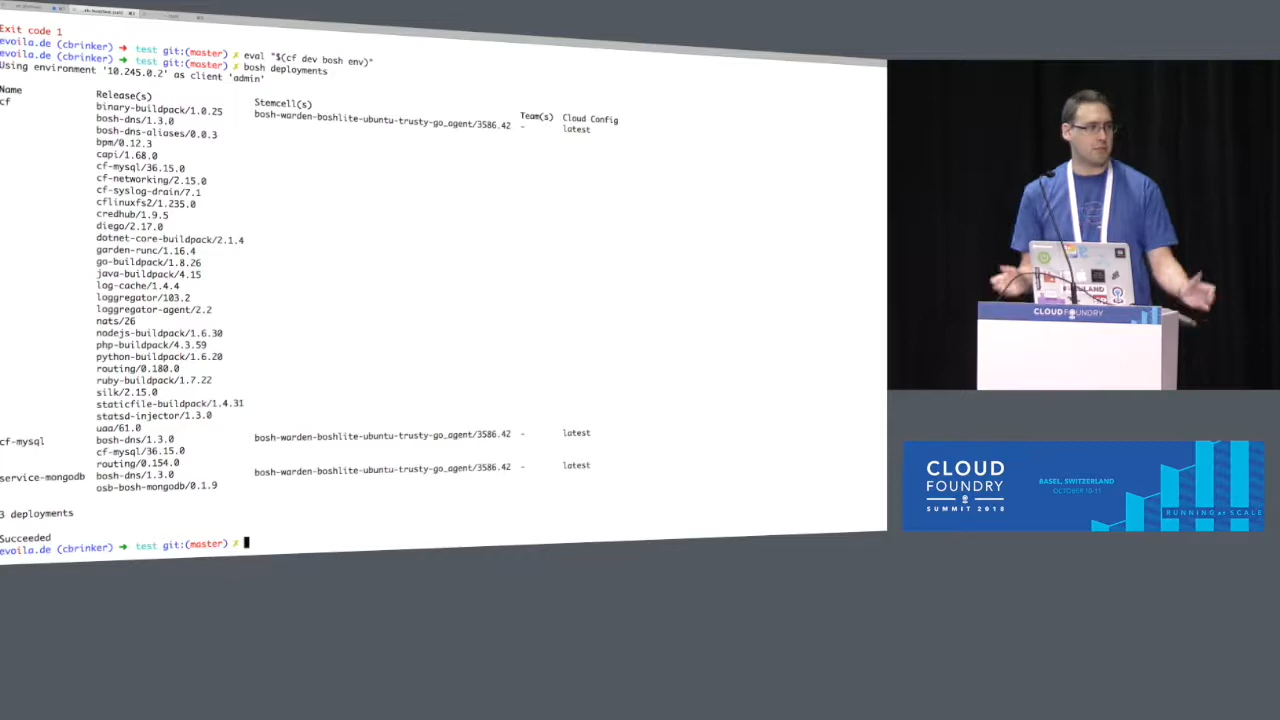 Exit code 1
evoila.de (cbrinker) ➜ test git:(master) ✗ eval "$(cf dev bosh env)"
evoila.de (cbrinker) ➜ test git:(master) ✗ bosh deployments
Using environment '10.245.0.2' as client 'admin'
Name Release(s) Stemcell(s) Team(s) Cloud Config
cf binary-buildpack/1.0.25 bosh-warden-boshlite-ubuntu-trusty-go_agent/3586.42 - latest
bosh-dns/1.3.0
bosh-dns-aliases/0.0.3
bpm/0.12.3
capi/1.68.0
cf-mysql/36.15.0
cf-networking/2.15.0
cf-syslog-drain/7.1
cflinuxfs2/1.235.0
credhub/1.9.5
diego/2.17.0
dotnet-core-buildpack/2.1.4
garden-runc/1.16.4
go-buildpack/1.8.26
java-buildpack/4.15
log-cache/1.4.4
loggregator/103.2
loggregator-agent/2.2
nats/26
nodejs-buildpack/1.6.30
php-buildpack/4.3.59
python-buildpack/1.6.20
routing/0.180.0
ruby-buildpack/1.7.22
silk/2.15.0
staticfile-buildpack/1.4.31
statsd-injector/1.3.0
uaa/61.0
cf-mysql bosh-dns/1.3.0 bosh-warden-boshlite-ubuntu-trusty-go_agent/3586.42 - latest
cf-mysql/36.15.0
routing/0.154.0
service-mongodb bosh-dns/1.3.0 bosh-warden-boshlite-ubuntu-trusty-go_agent/3586.42 - latest
osb-bosh-mongodb/0.1.9
3 deployments
Succeeded
evoila.de (cbrinker) ➜ test git:(master) ✗
CLOUD FOUNDRY
CLOUD
FOUNDRY
SUMMIT 2018
BASEL, SWITZERLAND
OCTOBER 10-11
RUNNING AT SCALE